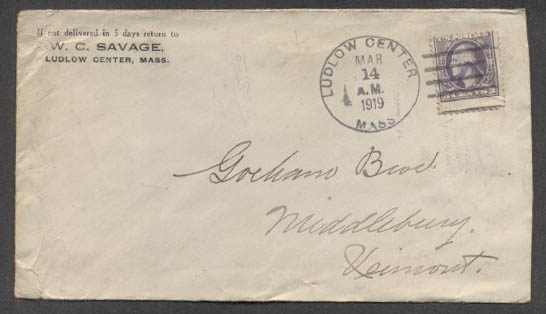 If not delivered in 5 days return to
W. C. SAVAGE,
LUDLOW CENTER, MASS.
LUDLOW CENTER
MAR
14
A.M.
1919
MASS.
Gorham Bros.
Middlebury,
Vermont.